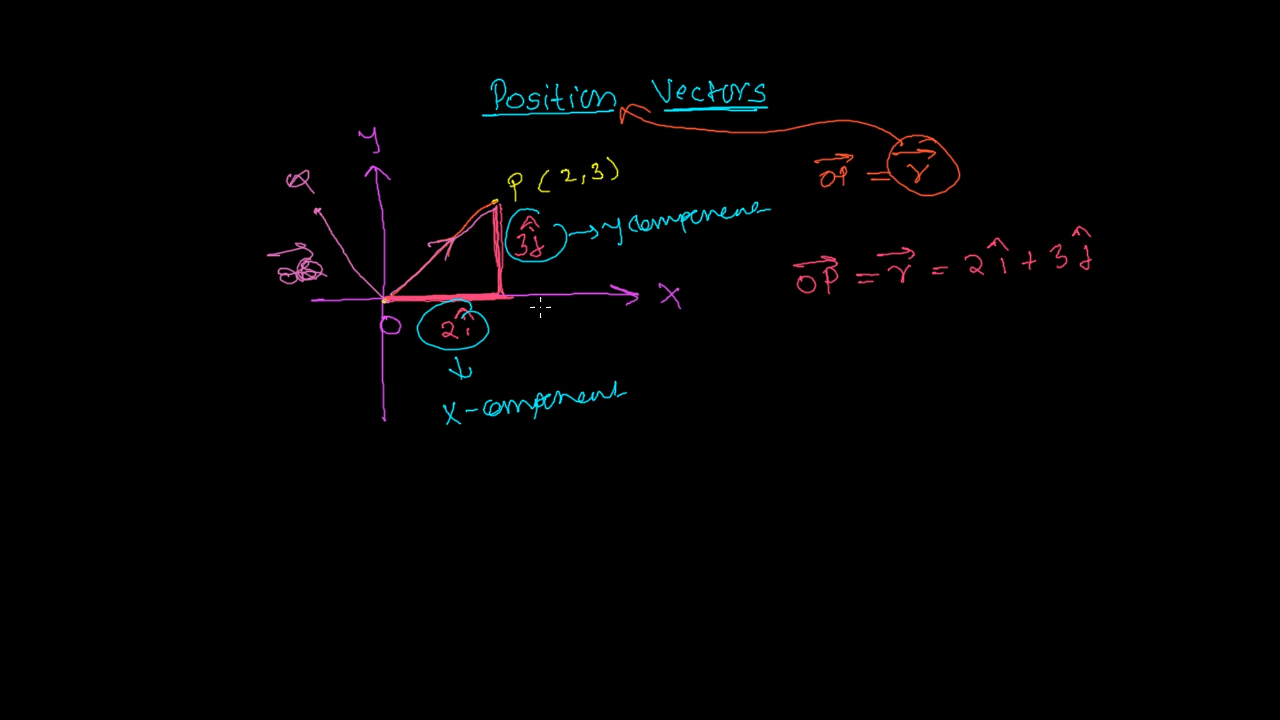 Position Vectors
Y
P (2,3)
Q
OP⃗ = r⃗
3ĵ → y component
OP⃗ = r⃗ = 2î + 3ĵ
X
O
2î
↓
X-component